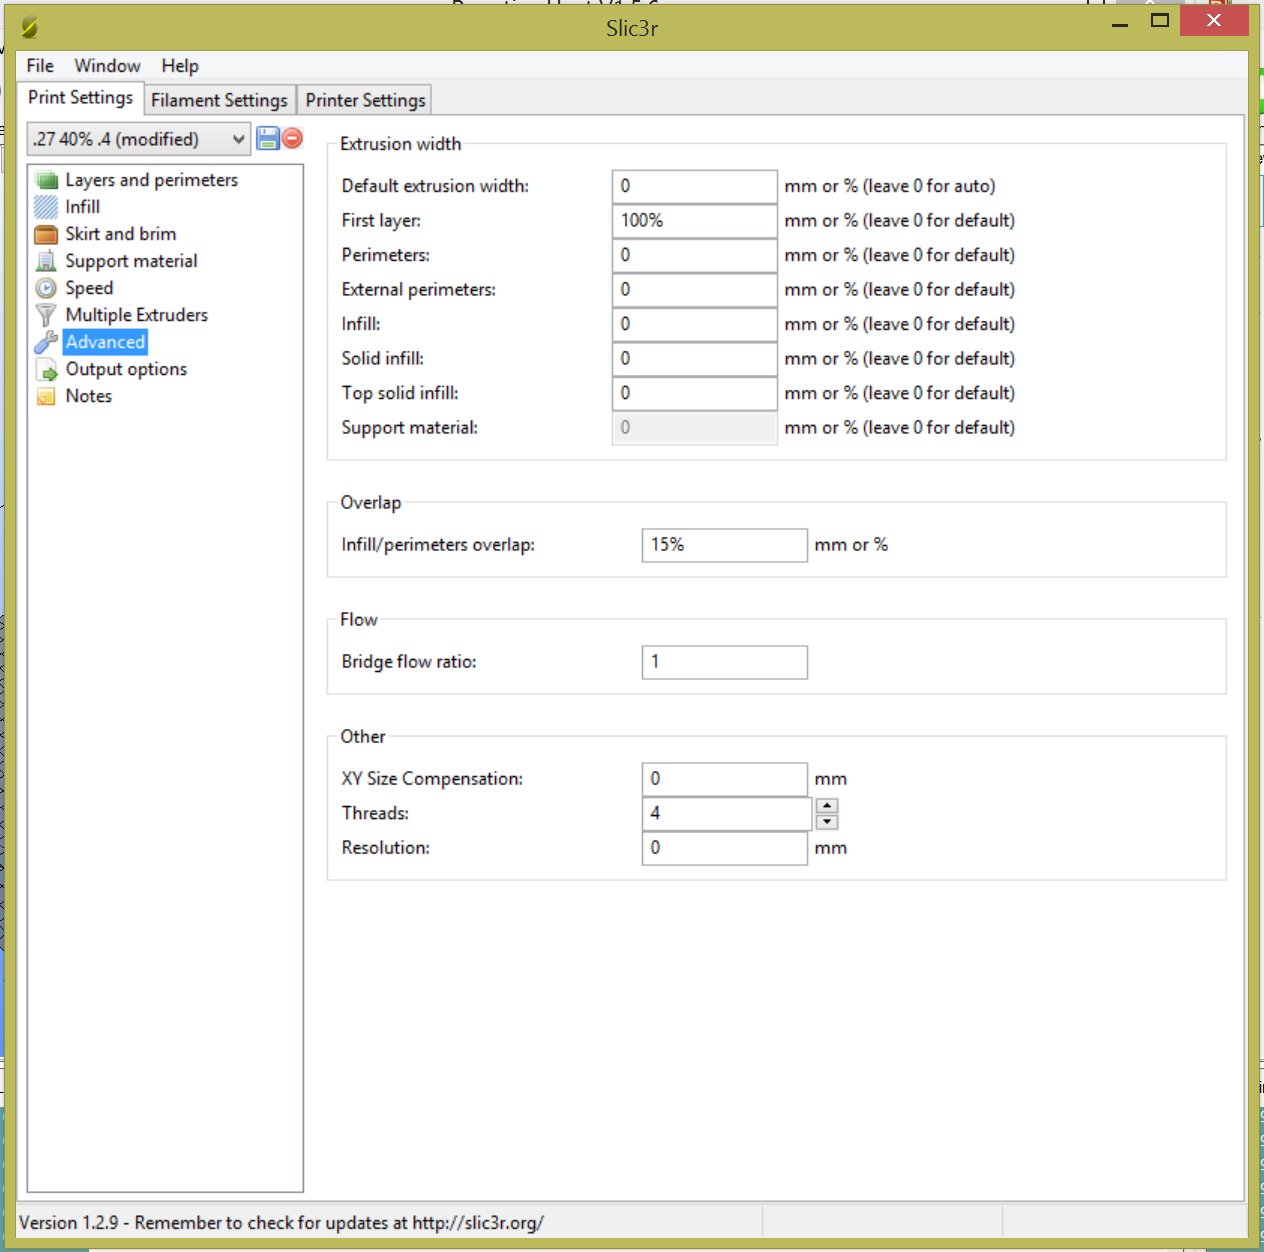 Slic3r
File Window Help
Print Settings Filament Settings Printer Settings
.27 40% .4 (modified)
Layers and perimeters
Infill
Skirt and brim
Support material
Speed
Multiple Extruders
Advanced
Output options
Notes
Extrusion width
Default extrusion width: 0 mm or % (leave 0 for auto)
First layer: 100% mm or % (leave 0 for default)
Perimeters: 0 mm or % (leave 0 for default)
External perimeters: 0 mm or % (leave 0 for default)
Infill: 0 mm or % (leave 0 for default)
Solid infill: 0 mm or % (leave 0 for default)
Top solid infill: 0 mm or % (leave 0 for default)
Support material: 0 mm or % (leave 0 for default)
Overlap
Infill/perimeters overlap: 15% mm or %
Flow
Bridge flow ratio: 1
Other
XY Size Compensation: 0 mm
Threads: 4
Resolution: 0 mm
Version 1.2.9 - Remember to check for updates at http://slic3r.org/